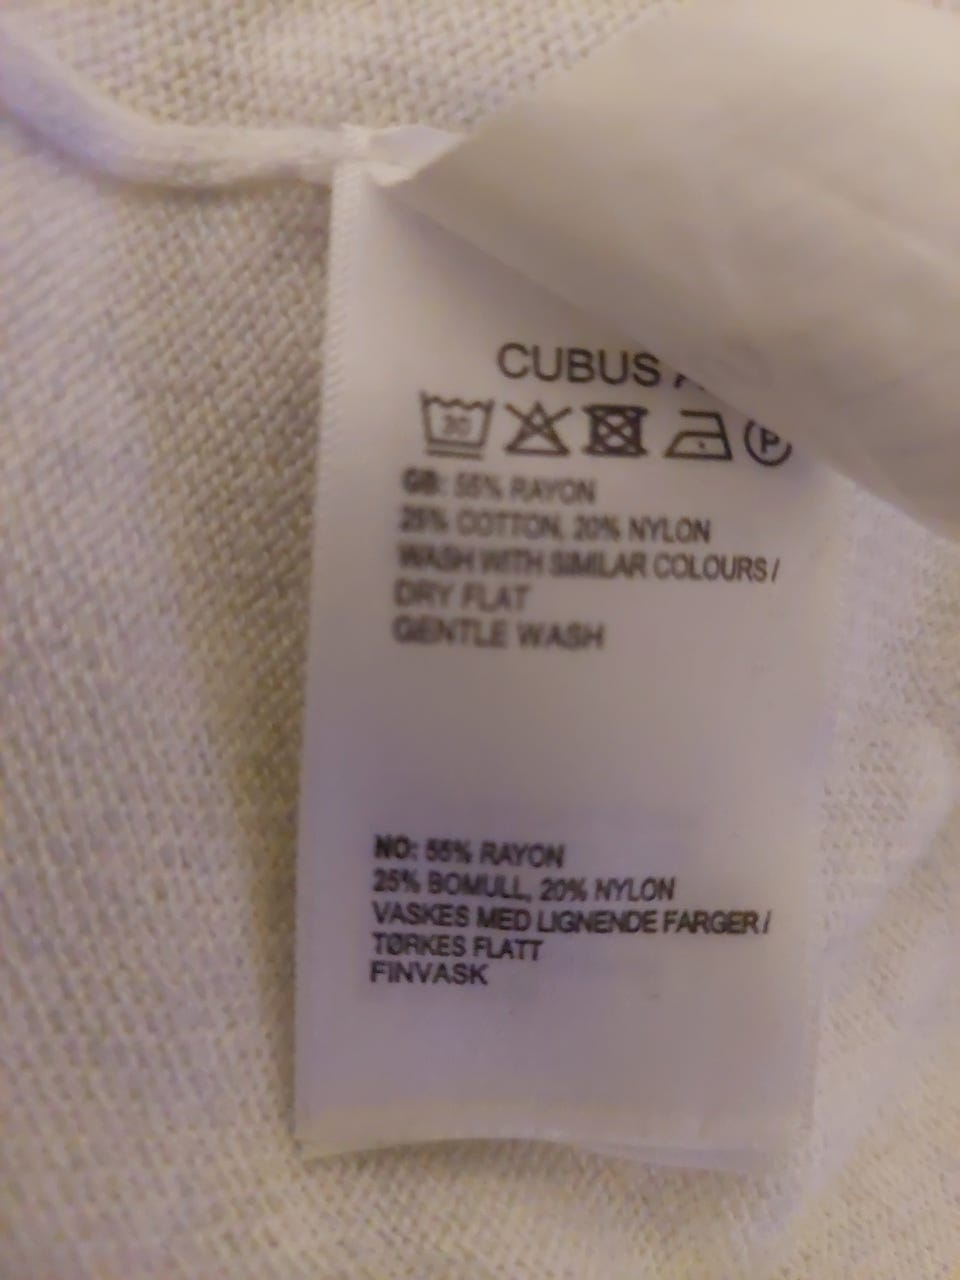 CUBUS
P
GB: 55% RAYON
25% COTTON, 20% NYLON
WASH WITH SIMILAR COLOURS /
DRY FLAT
GENTLE WASH
NO: 55% RAYON
25% BOMULL, 20% NYLON
VASKES MED LIGNENDE FARGER /
TØRKES FLATT
FINVASK